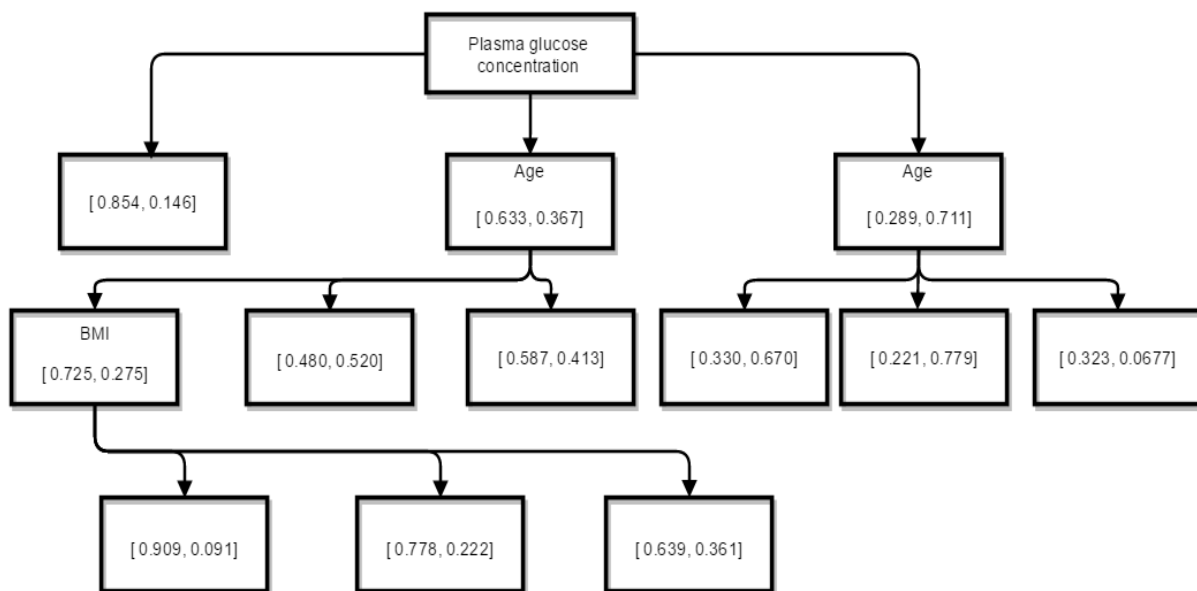 Plasma glucose
concentration
[ 0.854, 0.146]
Age
[ 0.633, 0.367]
Age
[ 0.289, 0.711]
BMI
[ 0.725, 0.275]
[ 0.480, 0.520]
[ 0.587, 0.413]
[ 0.330, 0.670]
[ 0.221, 0.779]
[ 0.323, 0.0677]
[ 0.909, 0.091]
[ 0.778, 0.222]
[ 0.639, 0.361]